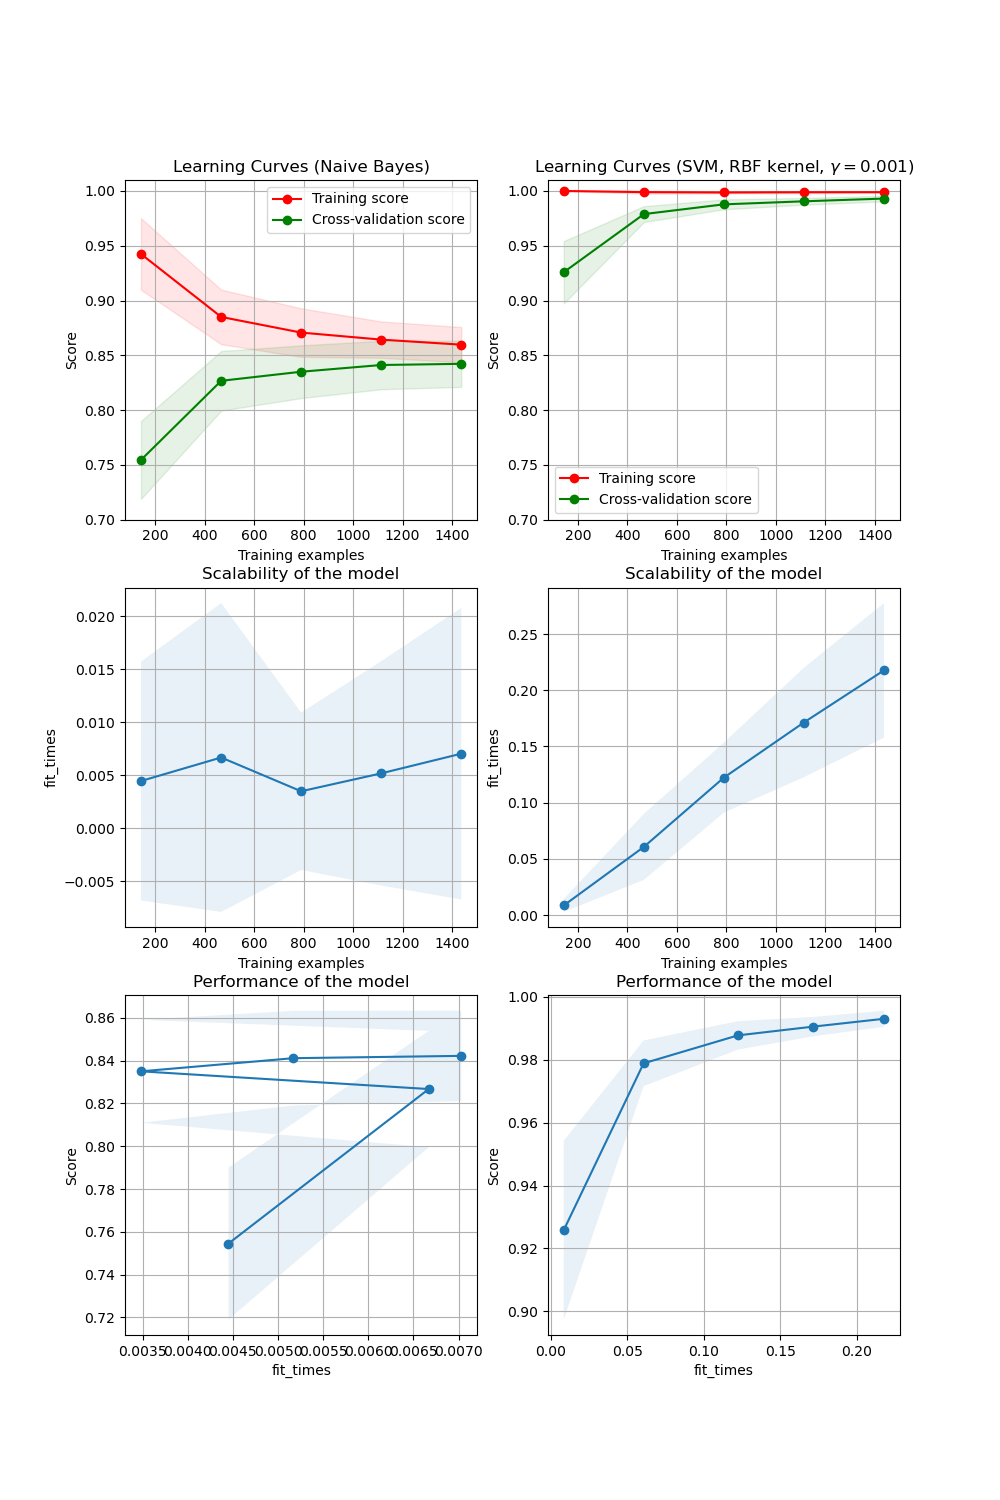 Learning Curves (Naive Bayes)
1.00
0.95
0.90
0.85
0.80
0.75
0.70
Score
Training score
Cross-validation score
200 400 600 800 1000 1200 1400
Training examples
Learning Curves (SVM, RBF kernel, γ = 0.001)
1.00
0.95
0.90
0.85
0.80
0.75
0.70
Score
Training score
Cross-validation score
200 400 600 800 1000 1200 1400
Training examples
Scalability of the model
0.020
0.015
0.010
0.005
0.000
−0.005
fit_times
200 400 600 800 1000 1200 1400
Training examples
Scalability of the model
0.25
0.20
0.15
0.10
0.05
0.00
fit_times
200 400 600 800 1000 1200 1400
Training examples
Performance of the model
0.86
0.84
0.82
0.80
0.78
0.76
0.74
0.72
Score
0.0035 0.0040 0.0045 0.0050 0.0055 0.0060 0.0065 0.0070
fit_times
Performance of the model
1.00
0.98
0.96
0.94
0.92
0.90
Score
0.00 0.05 0.10 0.15 0.20
fit_times